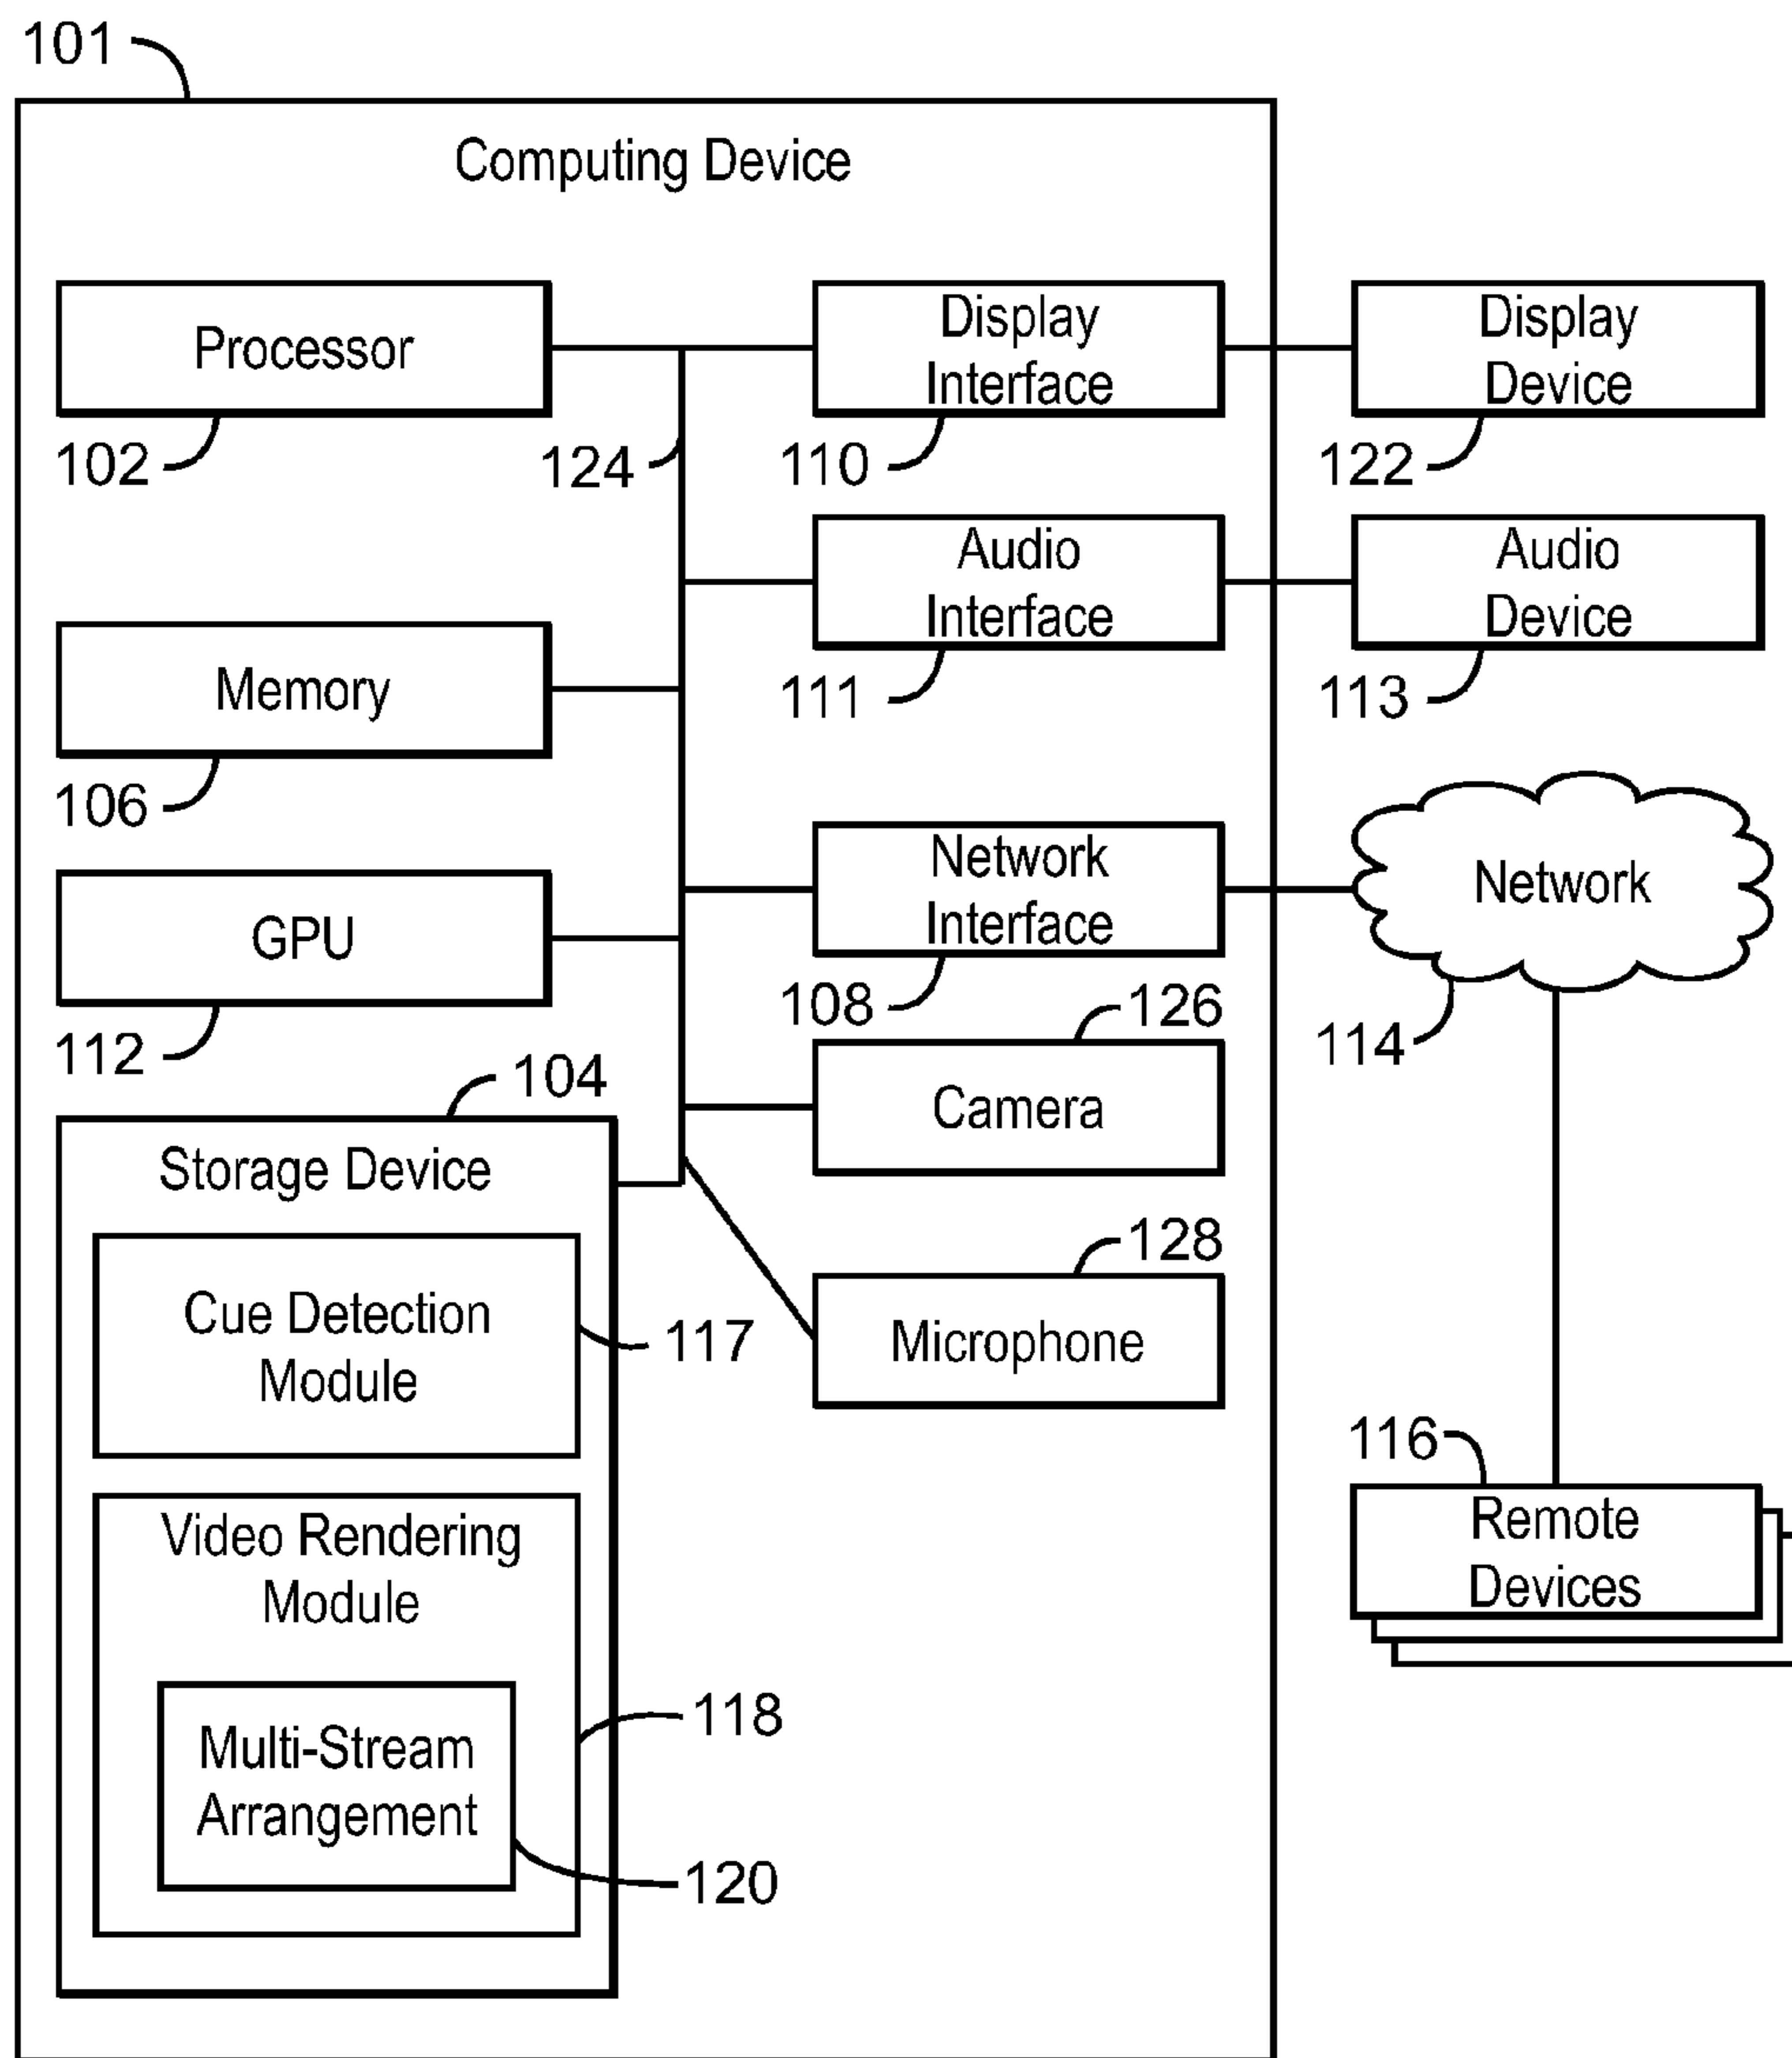 101
Computing Device
Processor
102
124
Display
Interface
110
Display
Device
122
Audio
Interface
111
Audio
Device
113
Memory
106
Network
Interface
108
Network
114
GPU
112
126
Camera
104
Storage Device
Cue Detection
Module
117
128
Microphone
116
Remote
Devices
Video Rendering
Module
118
Multi-Stream
Arrangement
120